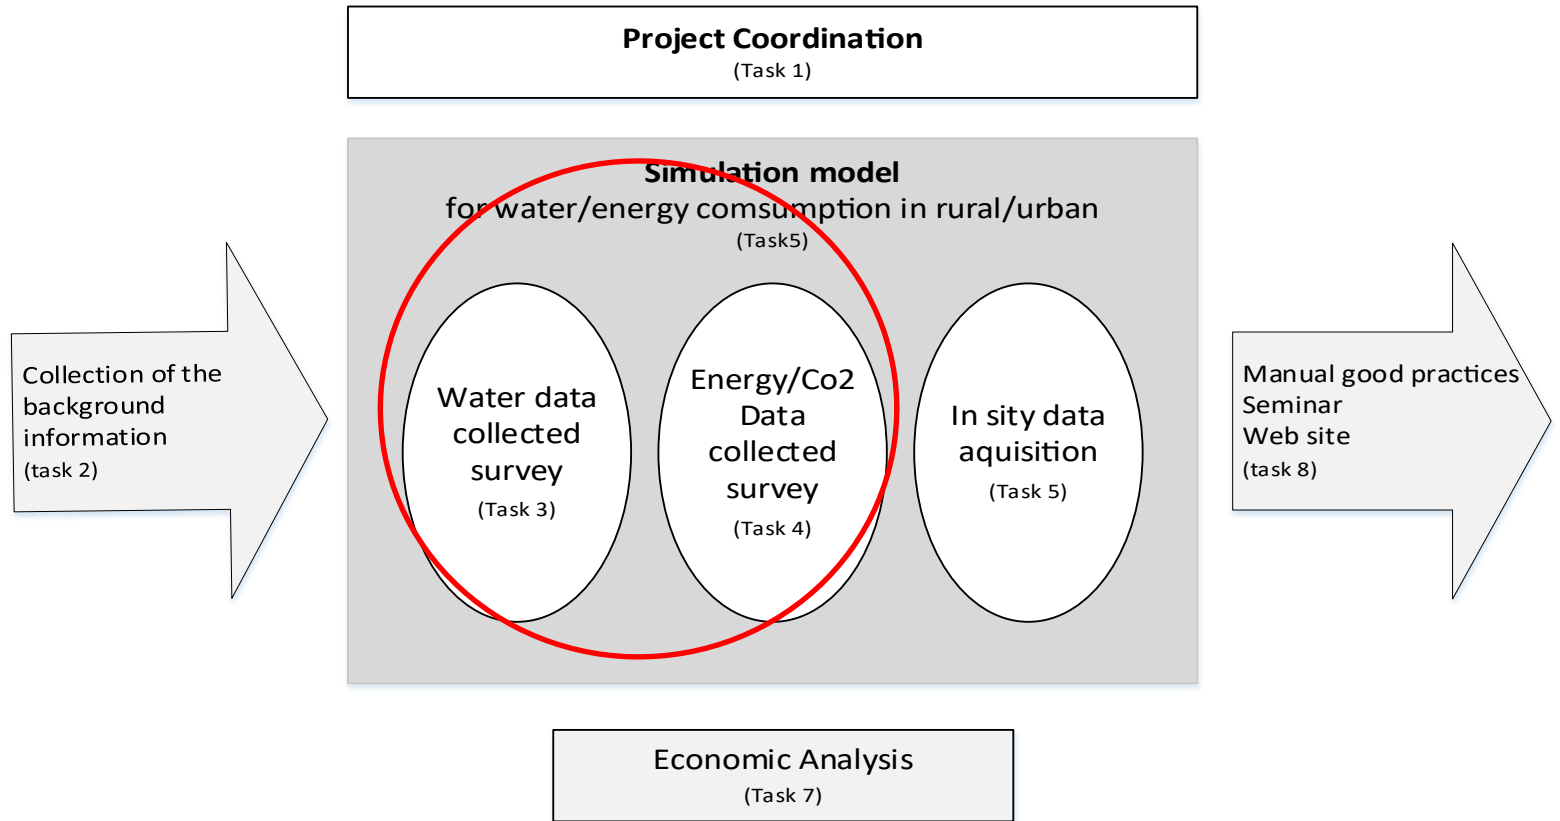 Project Coordination
(Task 1)
Simulation model
for water/energy comsumption in rural/urban
(Task5)
Collection of the
background
information
(task 2)
Water data
collected
survey
(Task 3)
Energy/Co2
Data
collected
survey
(Task 4)
In sity data
aquisition
(Task 5)
Manual good practices
Seminar
Web site
(task 8)
Economic Analysis
(Task 7)